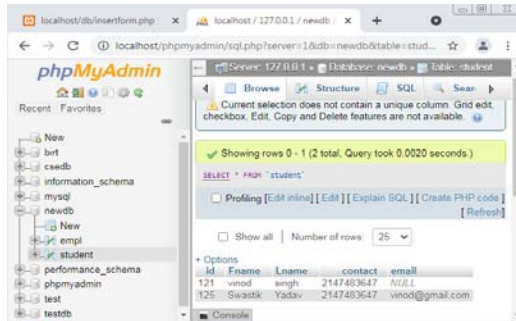 localhost/db/insertform.php
localhost / 127.0.0.1 / newdb
localhost/phpmyadmin/sql.php?server=1&db=newdb&table=stud...
phpMyAdmin
Recent Favorites
New
birt
csedb
information_schema
mysql
newdb
New
empl
student
performance_schema
phpmyadmin
test
testdb
Server: 127.0.0.1 » Database: newdb » Table: student
Browse Structure SQL Sear
Current selection does not contain a unique column. Grid edit,
checkbox, Edit, Copy and Delete features are not available.
Showing rows 0 - 1 (2 total, Query took 0.0020 seconds.)
SELECT * FROM `student`
Profiling [Edit inline] [ Edit ] [ Explain SQL ] [ Create PHP code ]
[ Refresh]
Show all Number of rows: 25
+ Options
id Fname Lname contact email
121 vinod singh 2147483647 NULL
125 Swastik Yadav 2147483647 vinod@gmail.com
Console